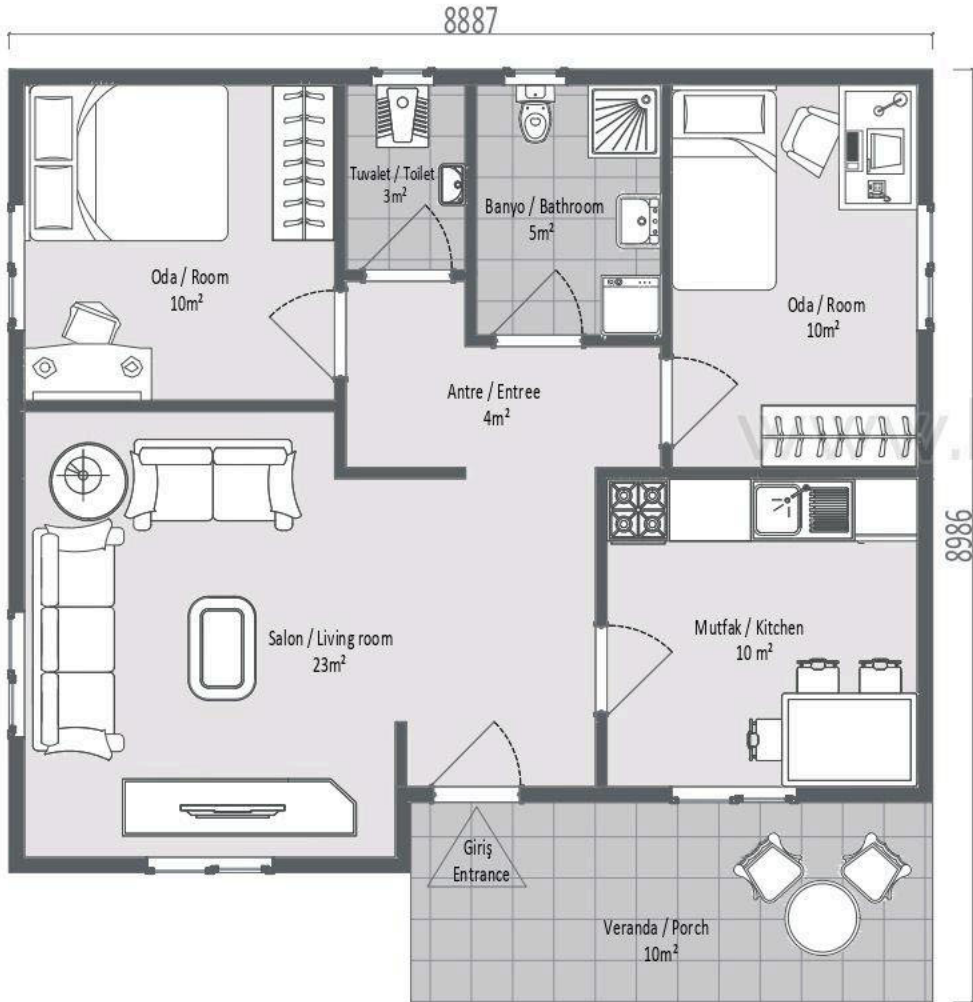 8887
Tuvalet / Toilet
3m²
Banyo / Bathroom
5m²
Oda / Room
10m²
Oda / Room
10m²
Antre / Entree
4m²
www.
8986
Salon / Living room
23m²
Mutfak / Kitchen
10 m²
Giriş
Entrance
Veranda / Porch
10m²